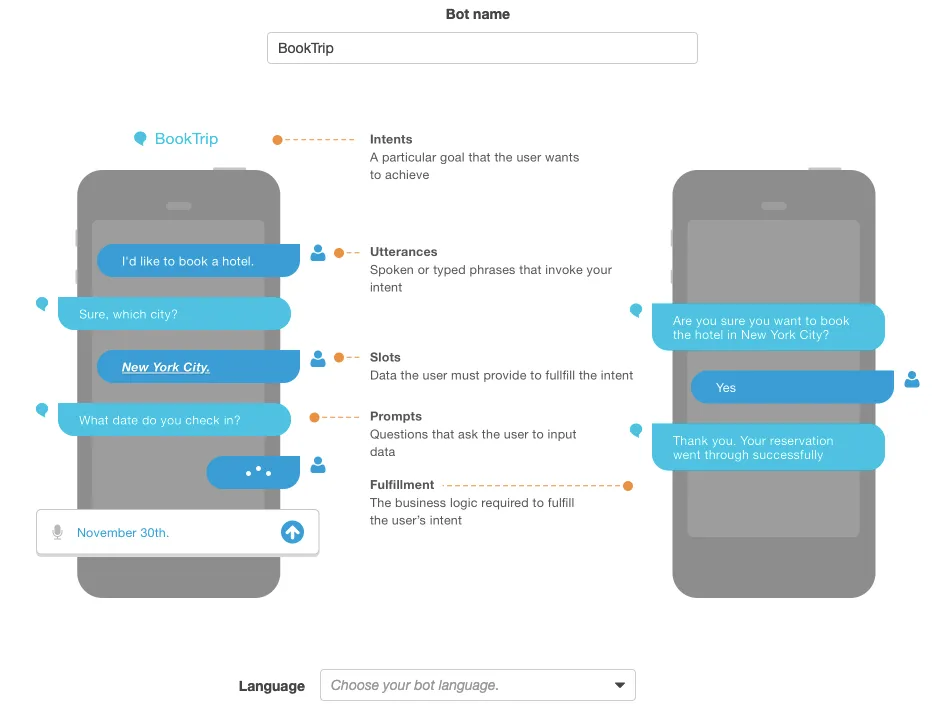 Bot name
BookTrip
BookTrip
Intents
A particular goal that the user wants
to achieve
I'd like to book a hotel.
Utterances
Spoken or typed phrases that invoke your
intent
Sure, which city?
New York City.
Slots
Data the user must provide to fullfill the intent
What date do you check in?
Prompts
Questions that ask the user to input
data
Fulfillment
The business logic required to fulfill
the user's intent
November 30th.
Are you sure you want to book
the hotel in New York City?
Yes
Thank you. Your reservation
went through successfully
Language
Choose your bot language.